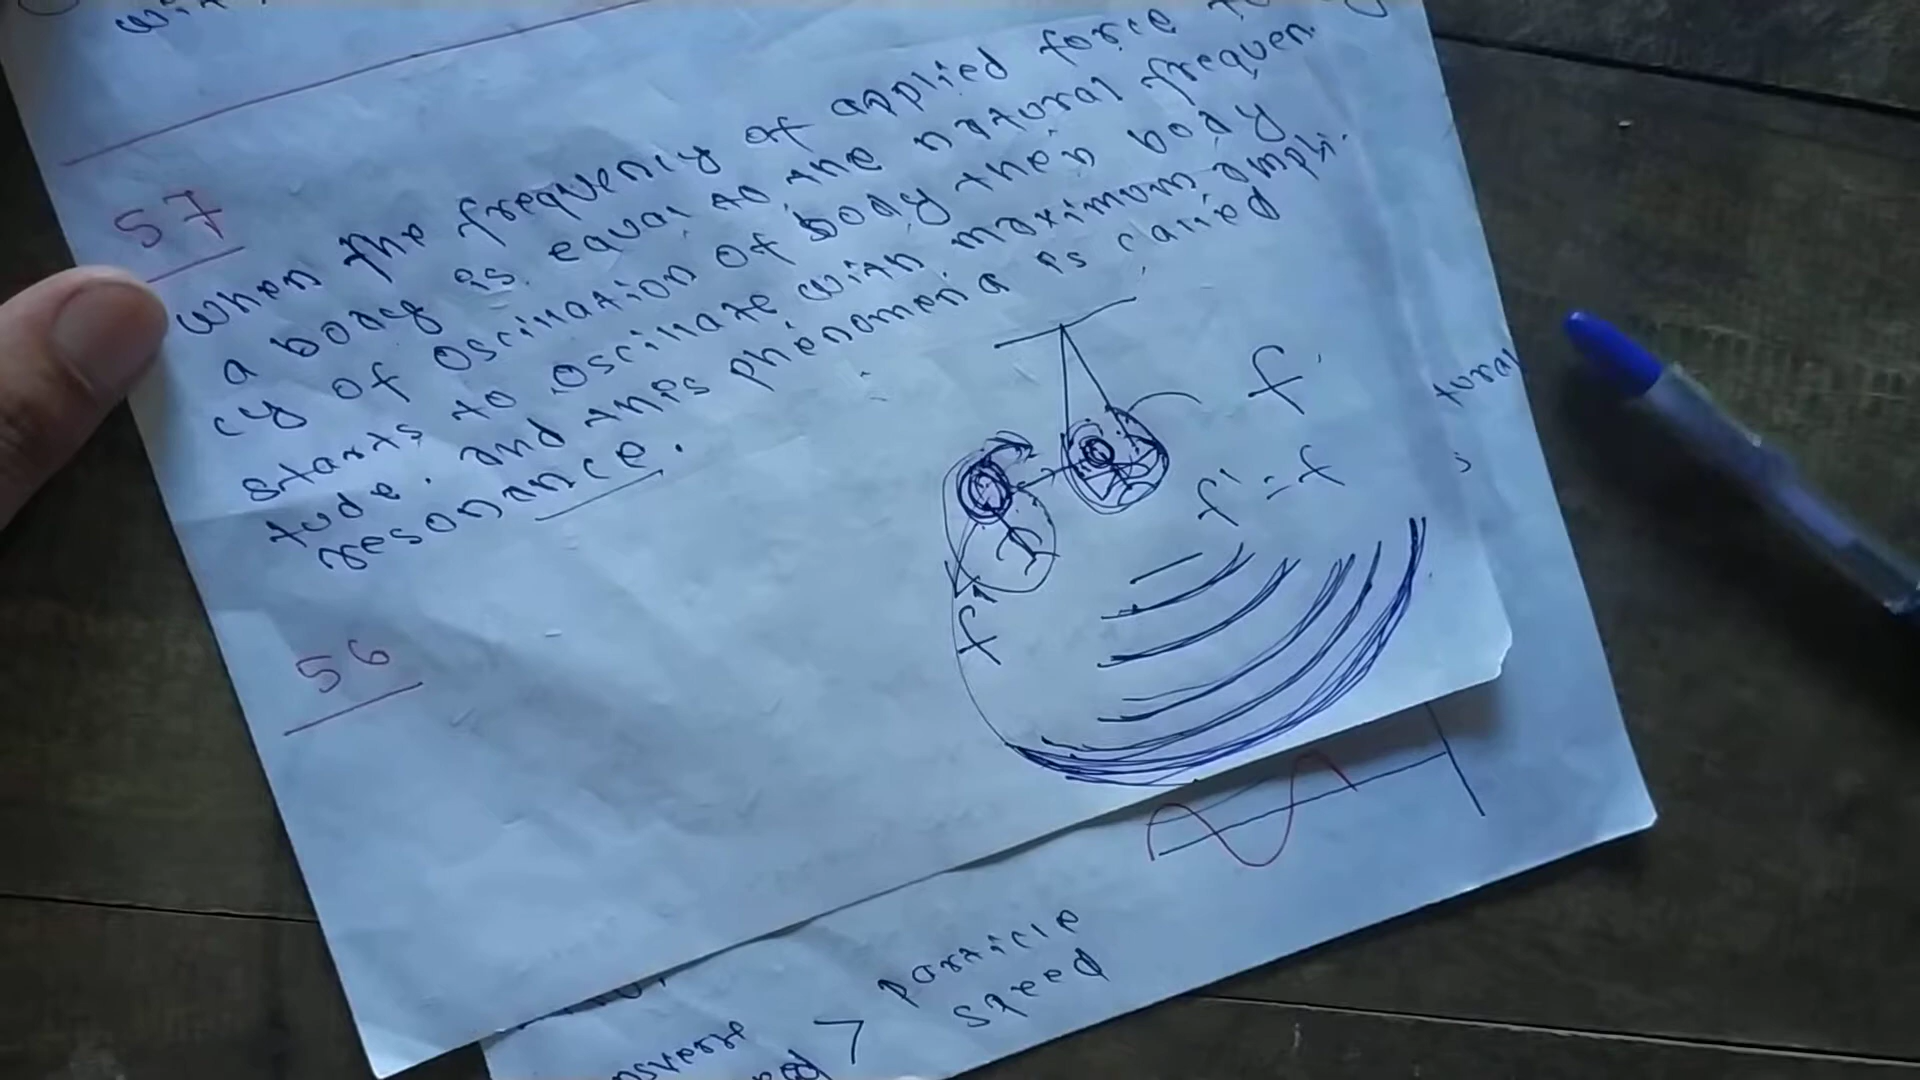 57
When the frequency of applied force to
a body is equal to the natural frequen.
cy of oscillation of body then body
starts to oscillate with maximum ampli.
tude. and this phenomena is called
resonance.
f
f' = f
f'
56
tural
particle
>
speed